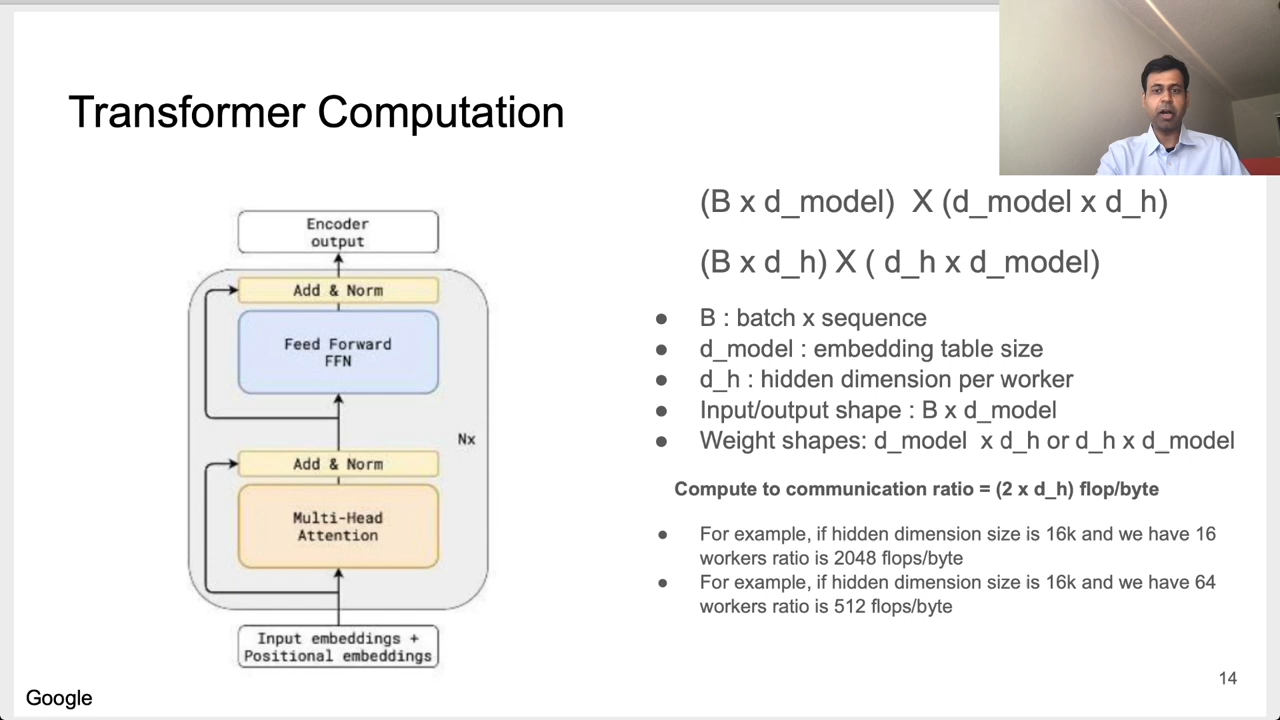 Transformer Computation
Encoder
output
Add & Norm
Feed Forward
FFN
Nx
Add & Norm
Multi-Head
Attention
Input embeddings +
Positional embeddings
(B x d_model)  X (d_model x d_h)
(B x d_h) X ( d_h x d_model)
● B : batch x sequence
● d_model : embedding table size
● d_h : hidden dimension per worker
● Input/output shape : B x d_model
● Weight shapes: d_model  x d_h or d_h x d_model
Compute to communication ratio = (2 x d_h) flop/byte
● For example, if hidden dimension size is 16k and we have 16
workers ratio is 2048 flops/byte
● For example, if hidden dimension size is 16k and we have 64
workers ratio is 512 flops/byte
14
Google